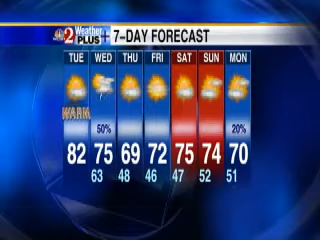 2 Weather PLUS+ 7-DAY FORECAST
TUE WED THU FRI SAT SUN MON
WARM
50% 20%
82 75 69 72 75 74 70
63 48 46 47 52 51